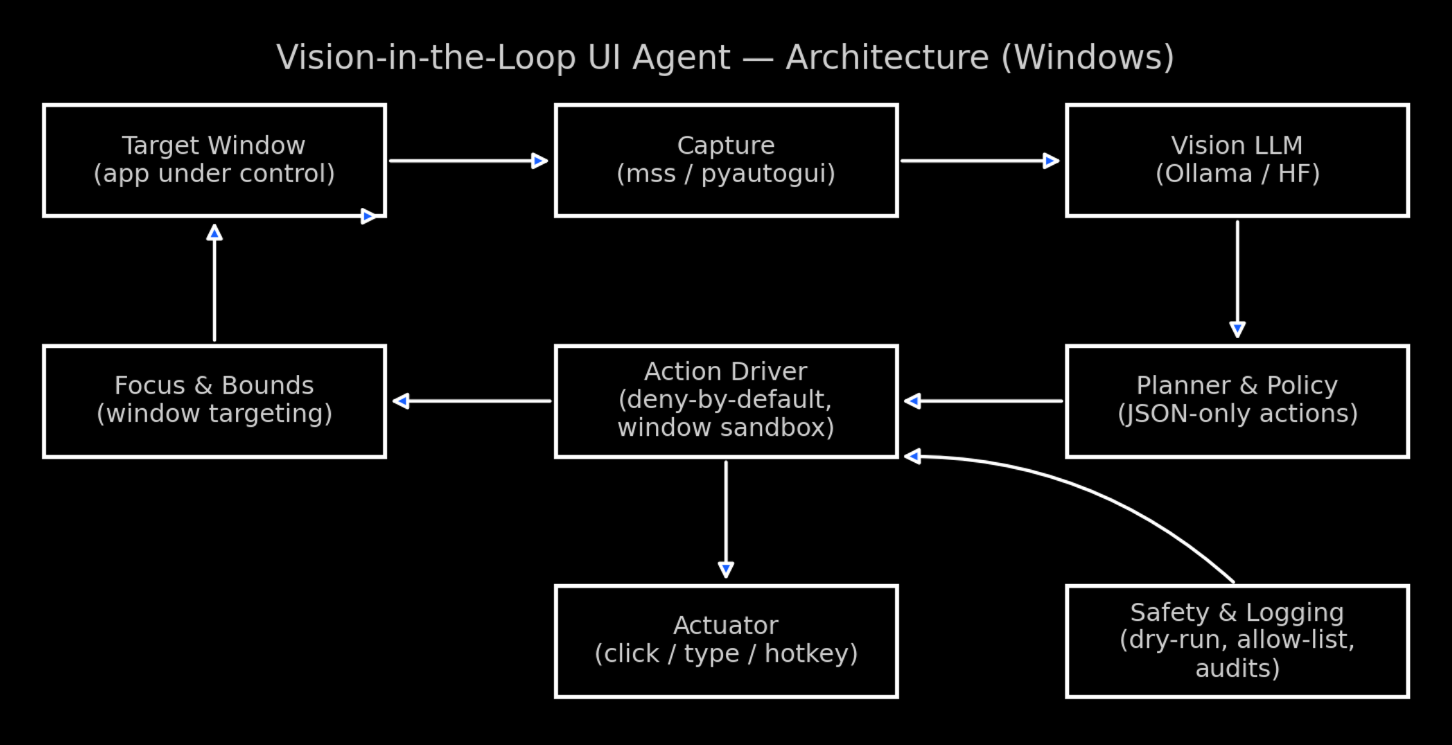 Vision-in-the-Loop UI Agent — Architecture (Windows)
Target Window
(app under control)
Capture
(mss / pyautogui)
Vision LLM
(Ollama / HF)
Focus & Bounds
(window targeting)
Action Driver
(deny-by-default,
window sandbox)
Planner & Policy
(JSON-only actions)
Actuator
(click / type / hotkey)
Safety & Logging
(dry-run, allow-list,
audits)